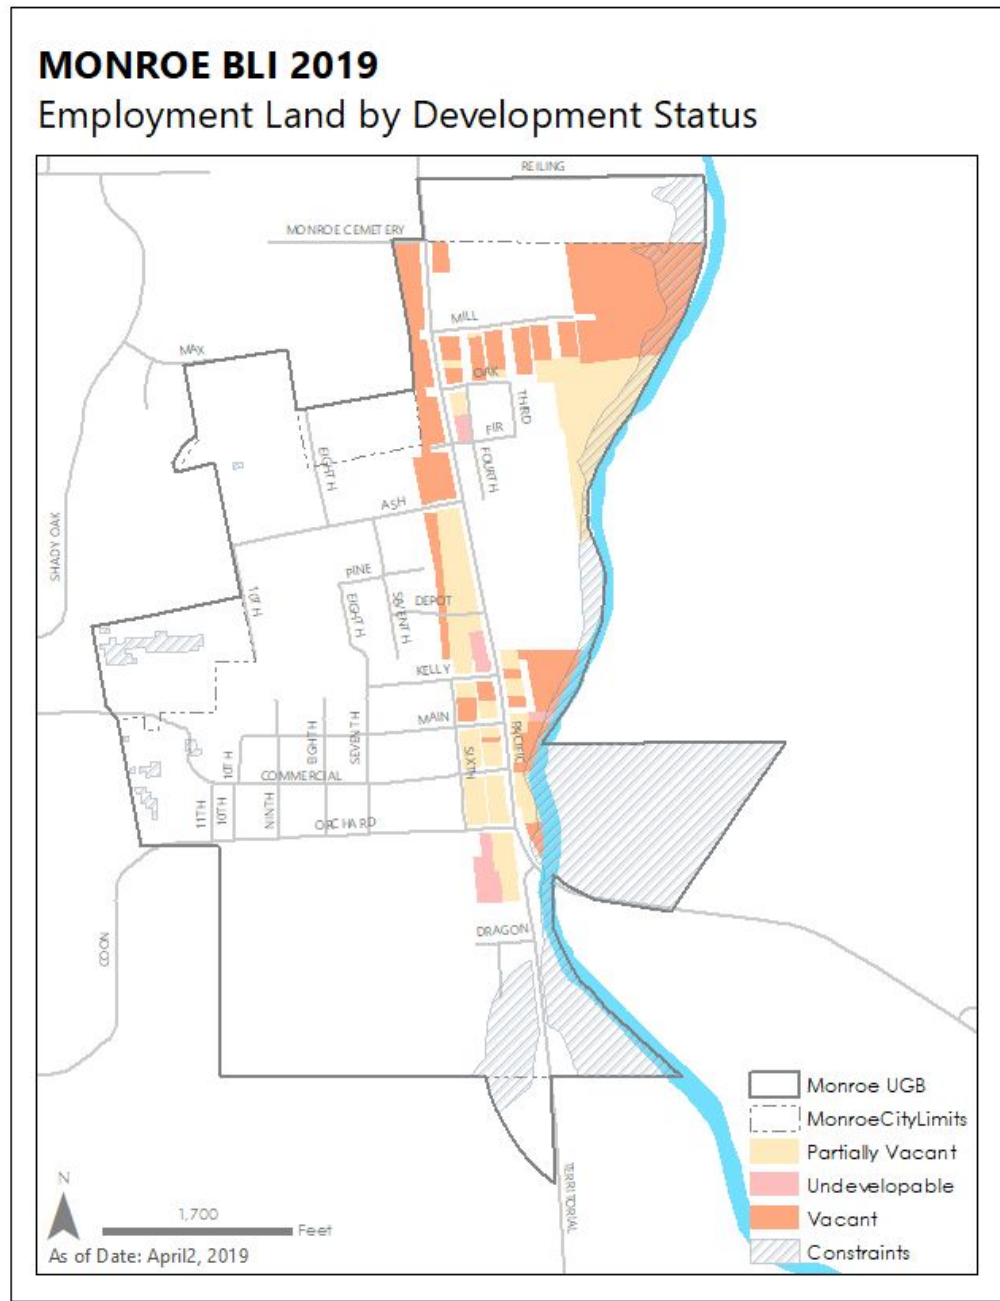 MONROE BLI 2019
Employment Land by Development Status
REILING
MONROE CEMETERY
MILL
MAX
OAK
THIRD
FIR
EIGHTH
FOURTH
ASH
SHADY OAK
PINE
10TH
EIGHTH
SEVENTH
DEPOT
KELLY
MAIN
PACIFIC
EIGHTH
SEVENTH
SIXTH
10TH
COMMERCIAL
11TH
10TH
NINTH
ORCHARD
DRAGON
COON
TERRITORIAL
Monroe UGB
MonroeCityLimits
Partially Vacant
Undevelopable
Vacant
Constraints
N
1,700
Feet
As of Date: April2, 2019